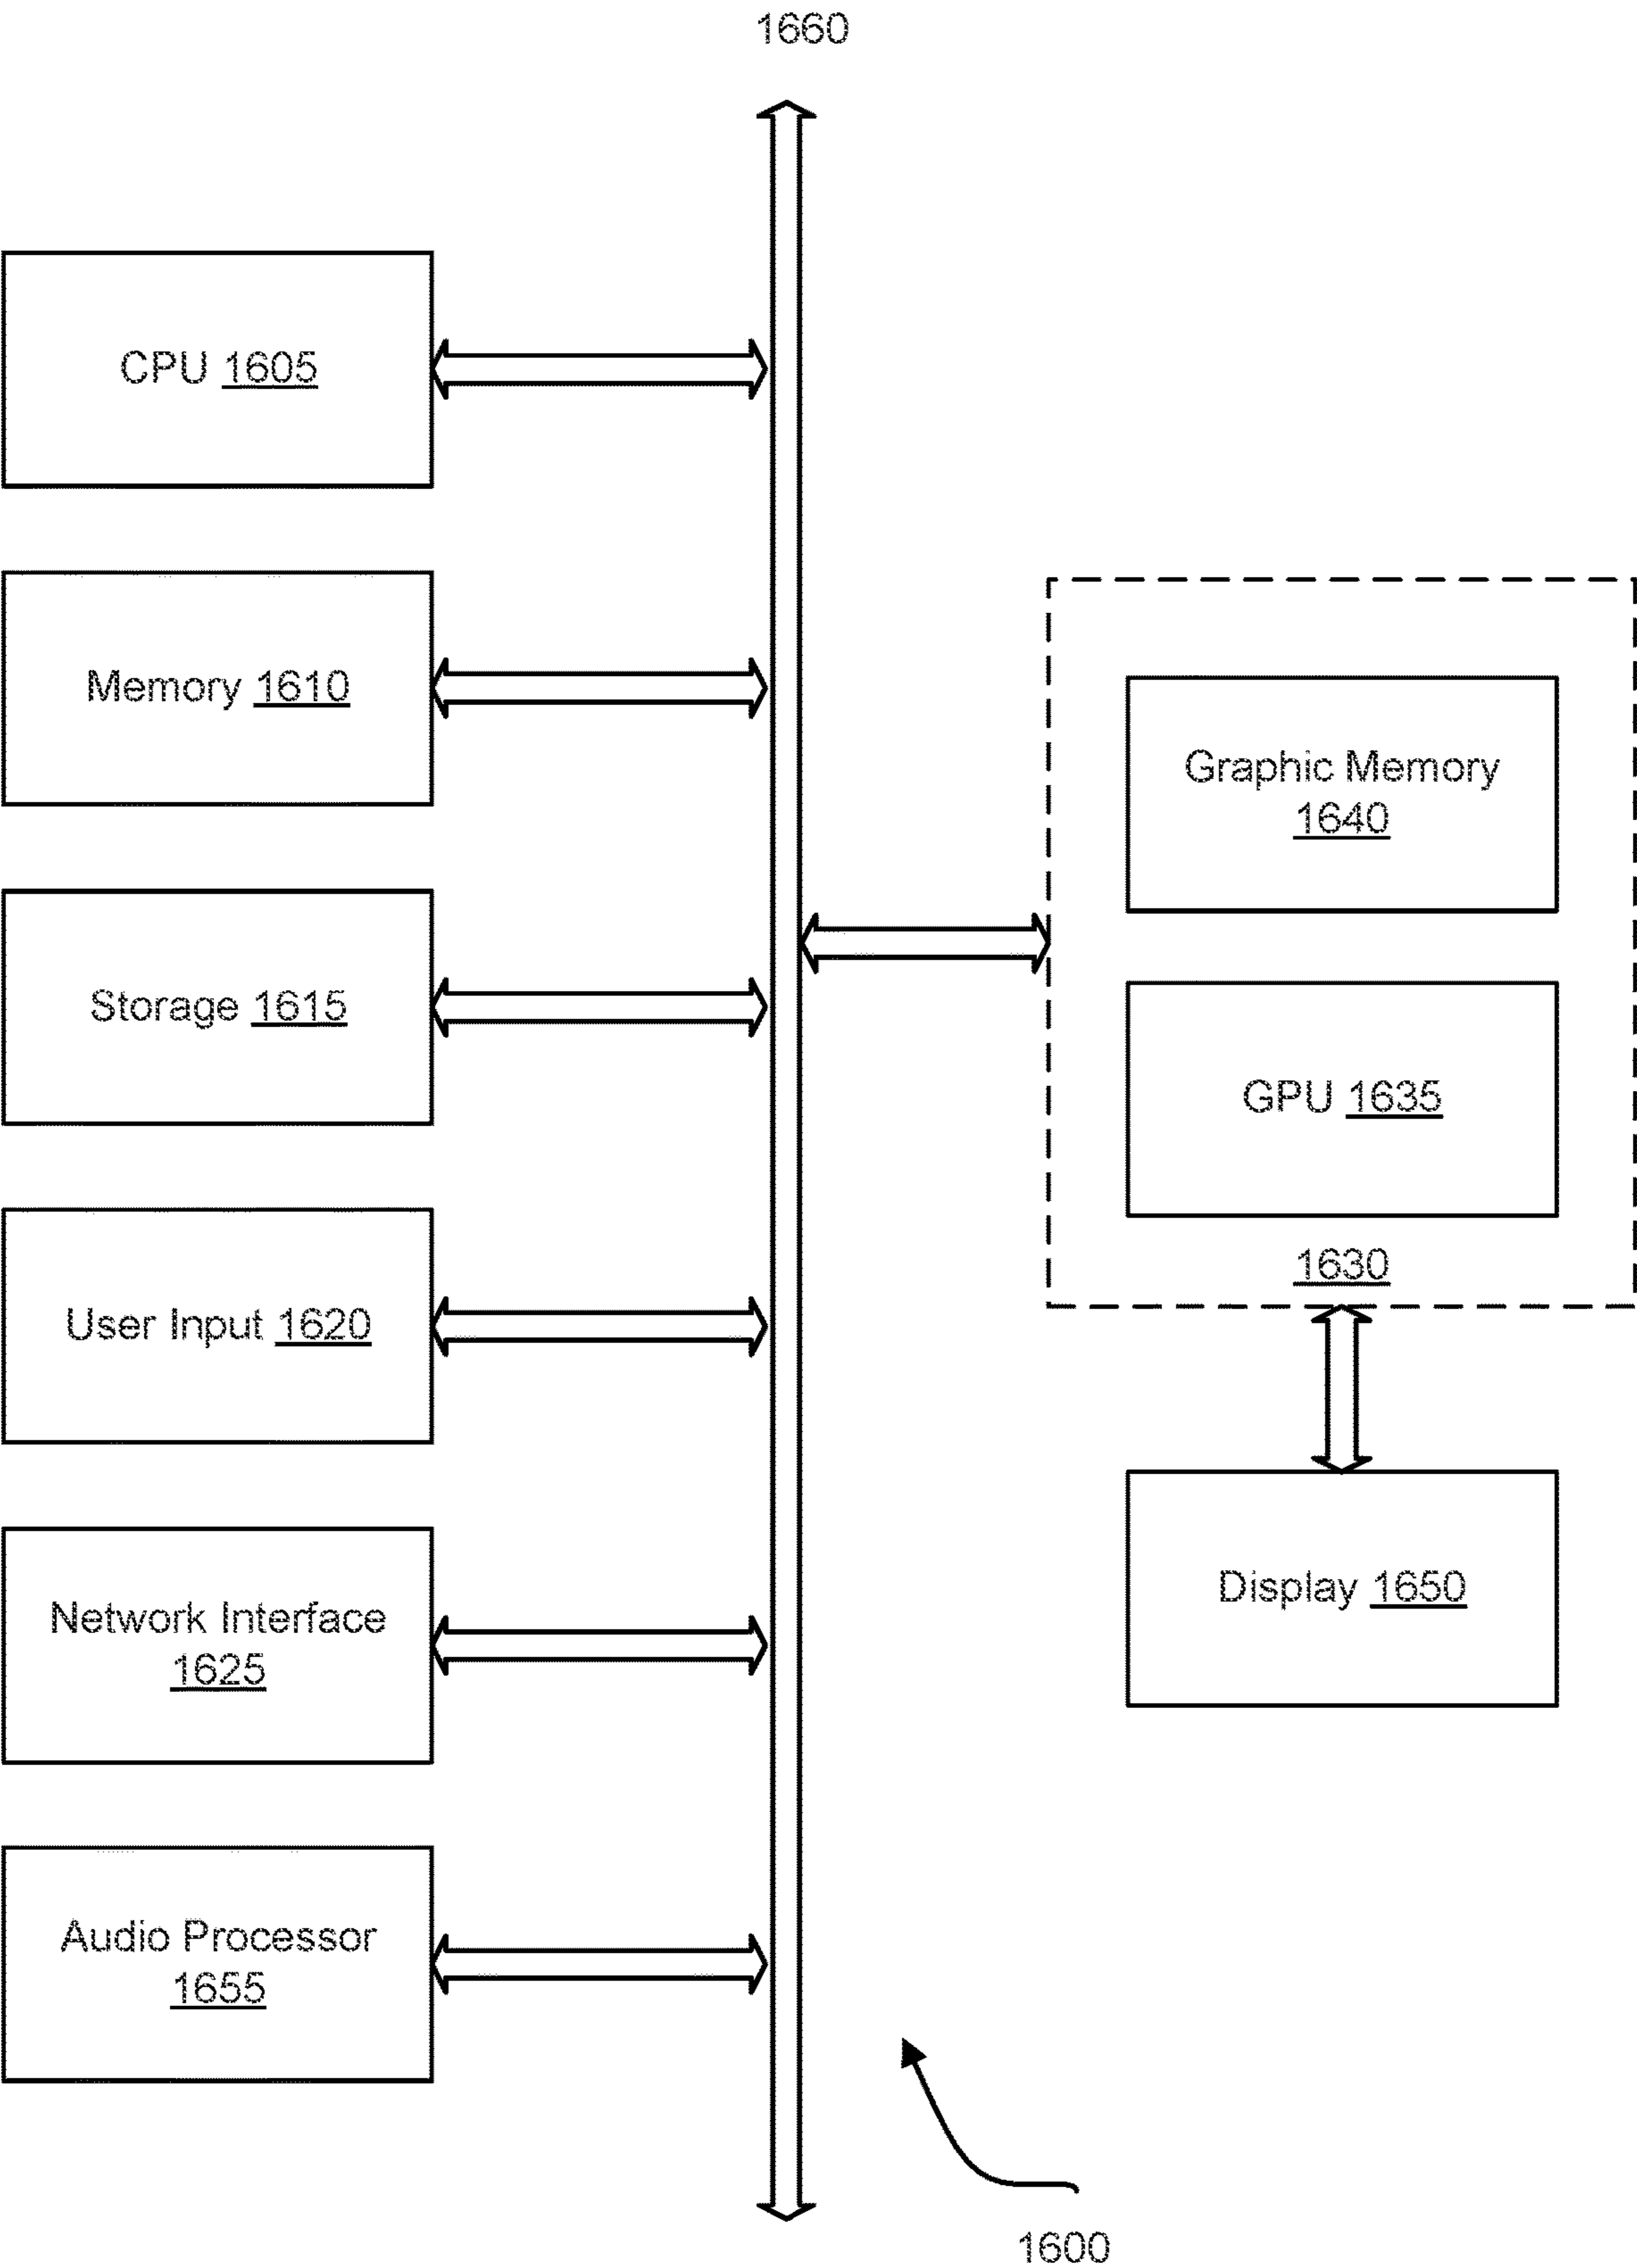 1660
CPU 1605
Memory 1610
Graphic Memory
1640
Storage 1615
GPU 1635
1630
User Input 1620
Display 1650
Network Interface
1625
Audio Processor
1655
1600